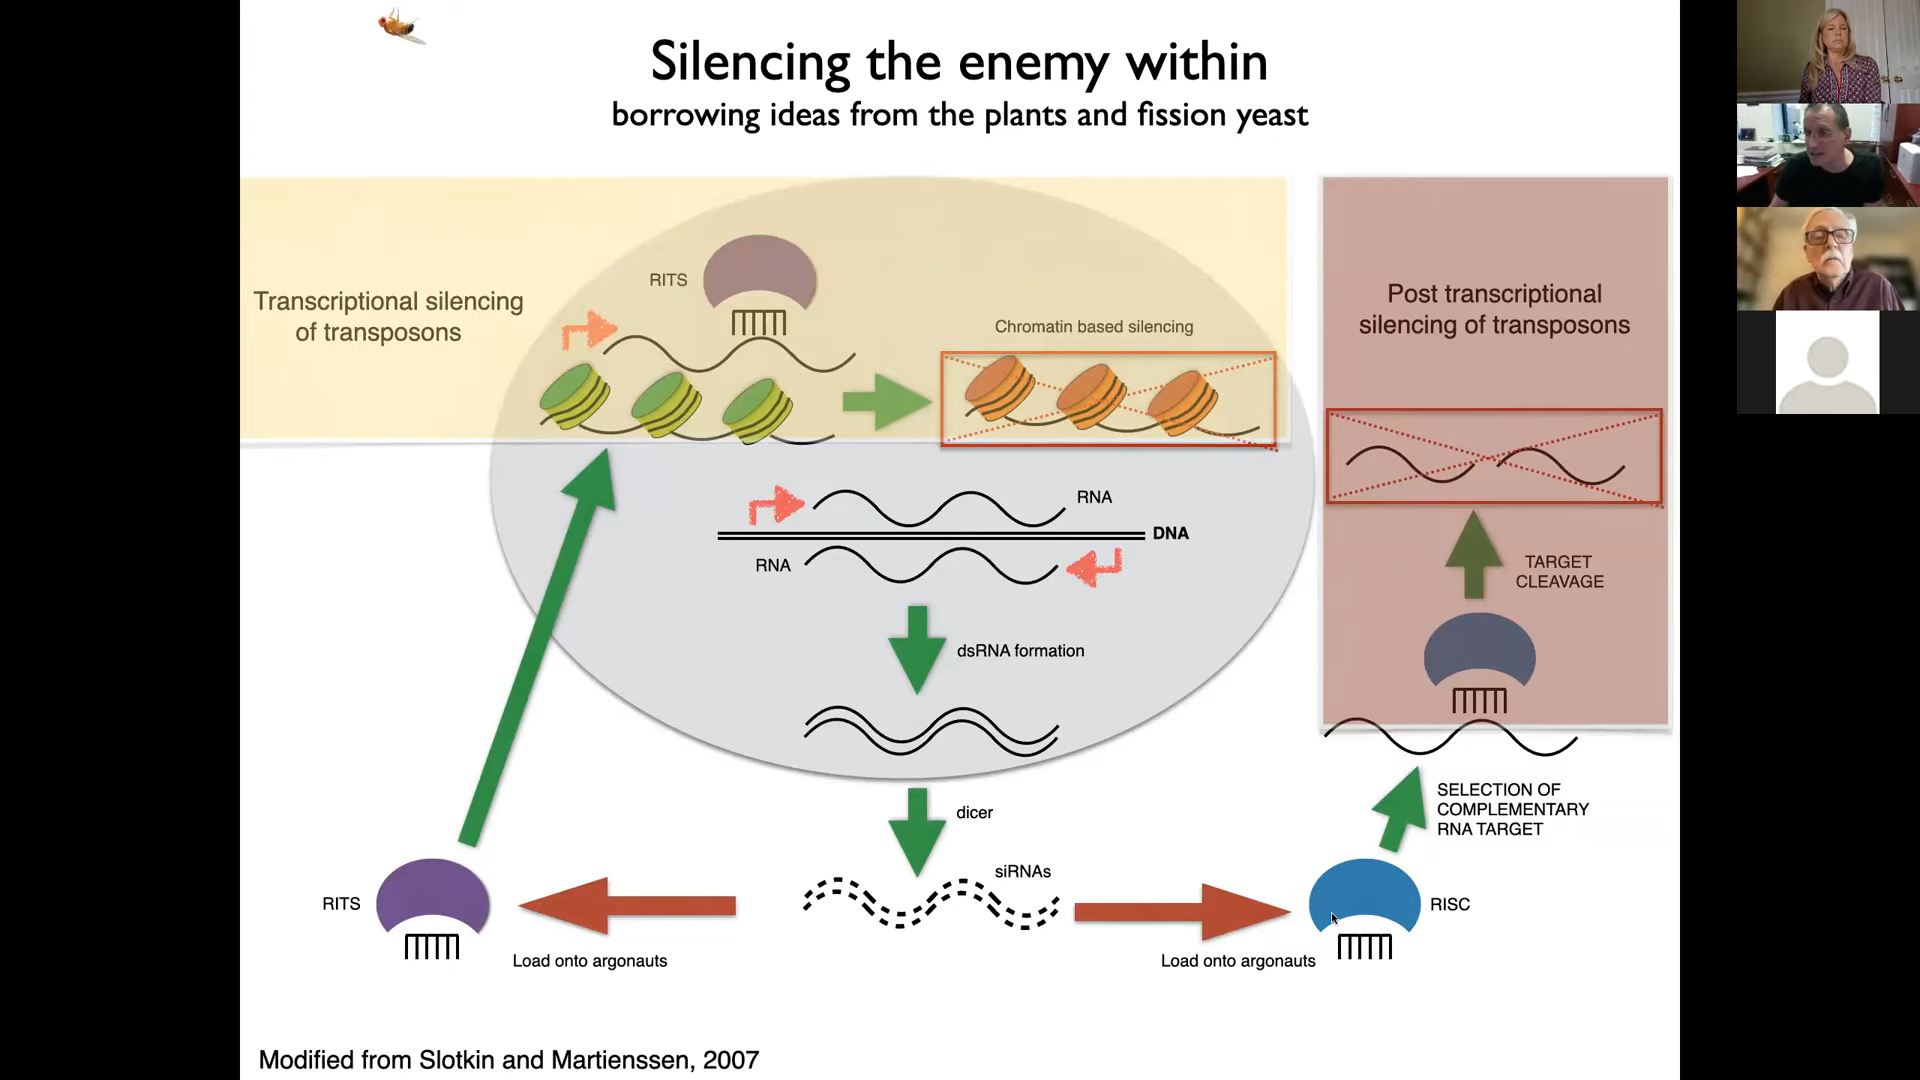 Silencing the enemy within
borrowing ideas from the plants and fission yeast
Transcriptional silencing
of transposons
RITS
Chromatin based silencing
Post transcriptional
silencing of transposons
RNA
DNA
RNA
TARGET
CLEAVAGE
dsRNA formation
SELECTION OF
COMPLEMENTARY
RNA TARGET
dicer
siRNAs
RITS
RISC
Load onto argonauts
Load onto argonauts
Modified from Slotkin and Martienssen, 2007